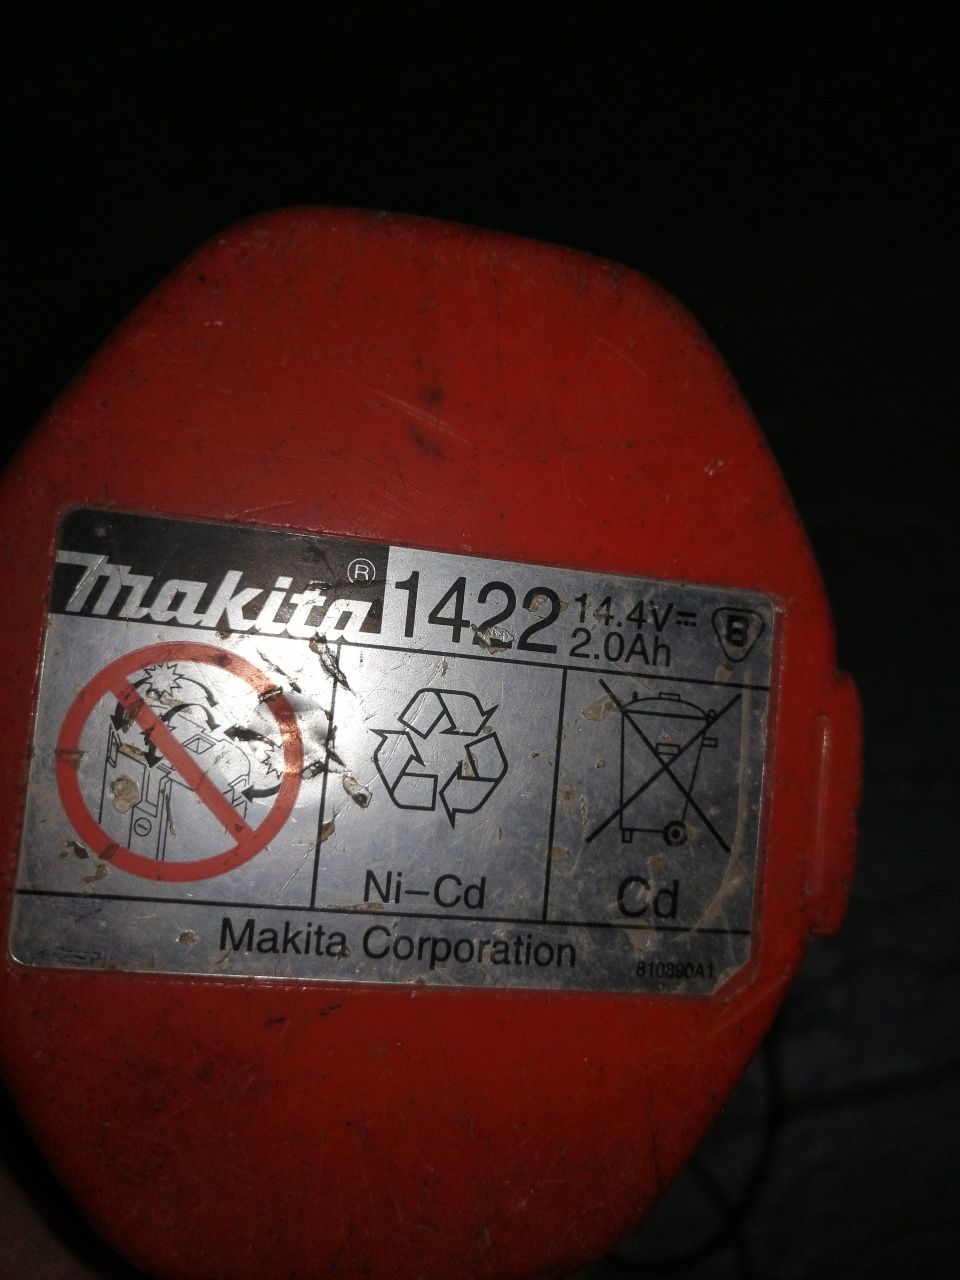 makita® 1422 14.4V⎓ B
2.0Ah
Ni-Cd
Cd
Makita Corporation
810390A1